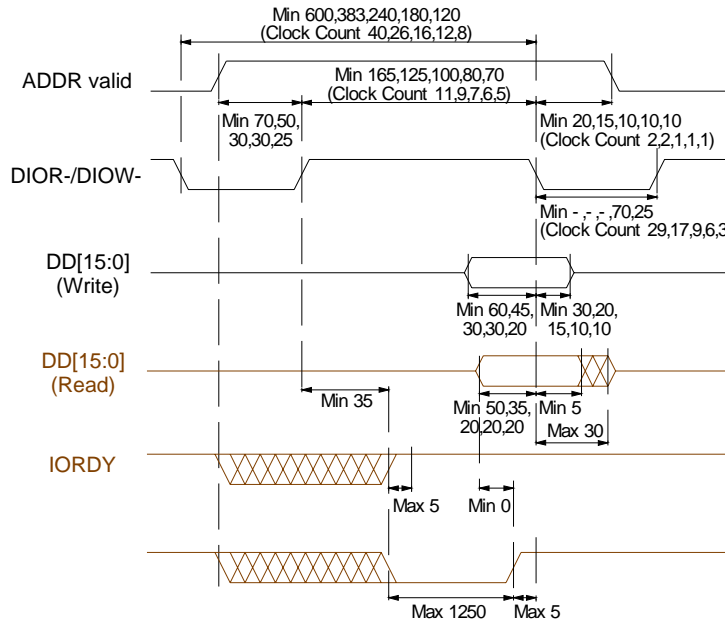 Min 600,383,240,180,120
(Clock Count 40,26,16,12,8)
ADDR valid
Min 165,125,100,80,70
(Clock Count 11,9,7,6,5)
Min 70,50,
30,30,25
Min 20,15,10,10,10
(Clock Count 2,2,1,1,1)
DIOR-/DIOW-
Min -,-,-,70,25
(Clock Count 29,17,9,6,3
DD[15:0]
(Write)
Min 60,45,
30,30,20
Min 30,20,
15,10,10
DD[15:0]
(Read)
Min 35
Min 50,35,
20,20,20
Min 5
Max 30
IORDY
Max 5
Min 0
Max 1250
Max 5